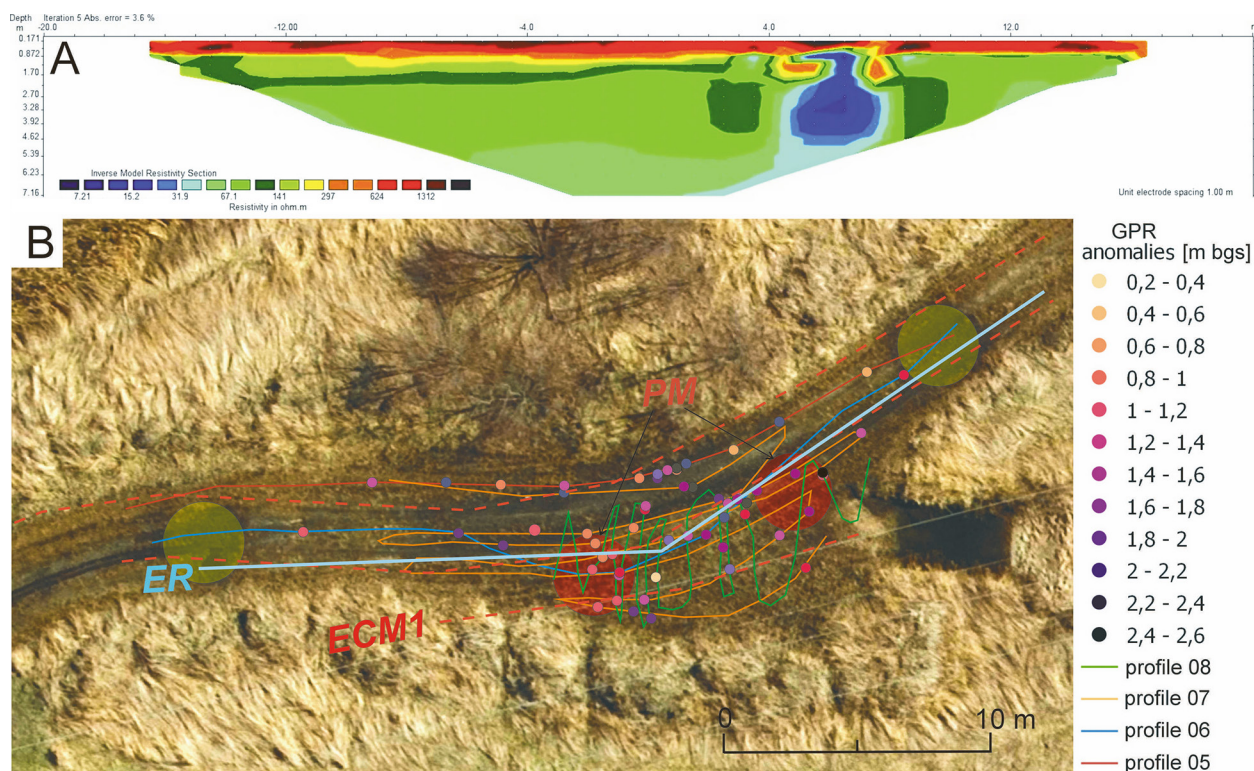 Depth Iteration 5 Abs. error = 3.6 %
m -20.0 -12.00 -4.0 4.0 12.0
0.171
0.872
1.70
2.70
3.28
3.90
4.62
5.39
6.23
7.16
A
Inverse Model Resistivity Section
7.21 15.2 31.9 67.1 141 297 624 1312
Resistivity in ohm.m
Unit electrode spacing 1.00 m
B
PM
ER
ECM1
0 10 m
GPR
anomalies [m bgs]
0,2 - 0,4
0,4 - 0,6
0,6 - 0,8
0,8 - 1
1 - 1,2
1,2 - 1,4
1,4 - 1,6
1,6 - 1,8
1,8 - 2
2 - 2,2
2,2 - 2,4
2,4 - 2,6
profile 08
profile 07
profile 06
profile 05